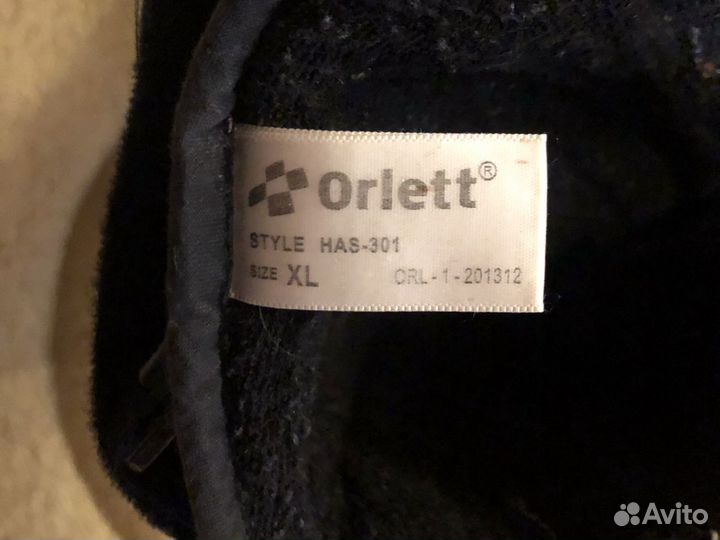 Orlett®
STYLE HAS-301
SIZE XL CRL-1-201312
Avito